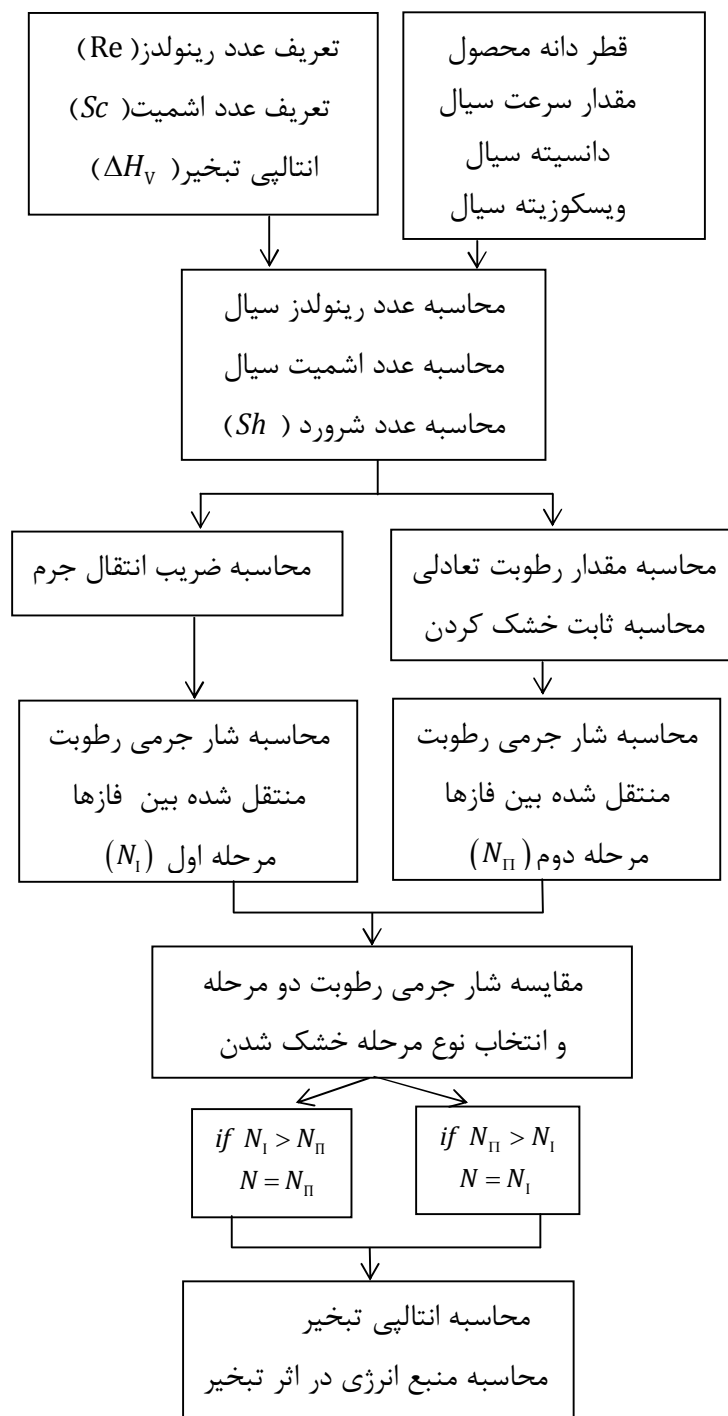 قطر دانه محصول
مقدار سرعت سیال
دانسیته سیال
ویسکوزیته سیال
تعریف عدد رینولدز(Re)
تعریف عدد اشمیت( Sc)
انتالپی تبخیر( ΔH_V)
محاسبه عدد رینولدز سیال
محاسبه عدد اشمیت سیال
محاسبه عدد شرورد ( Sh)
محاسبه مقدار رطوبت تعادلی
محاسبه ثابت خشک کردن
محاسبه ضریب انتقال جرم
محاسبه شار جرمی رطوبت
منتقل شده بین فازها
مرحله دوم (N_Π)
محاسبه شار جرمی رطوبت
منتقل شده بین فازها
مرحله اول (N_I)
مقایسه شار جرمی رطوبت دو مرحله
و انتخاب نوع مرحله خشک شدن
if N_Π > N_I
N = N_I
if N_I > N_Π
N = N_Π
محاسبه انتالپی تبخیر
محاسبه منبع انرژی در اثر تبخیر